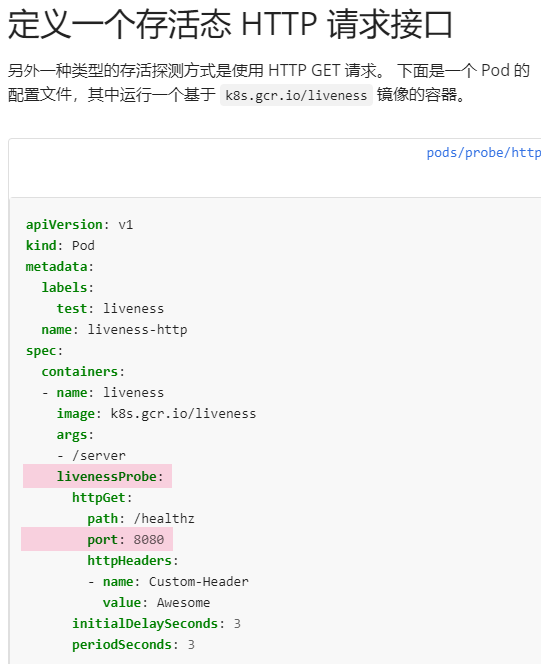 定义一个存活态 HTTP 请求接口
另外一种类型的存活探测方式是使用 HTTP GET 请求。 下面是一个 Pod 的
配置文件，其中运行一个基于 k8s.gcr.io/liveness 镜像的容器。
pods/probe/http
apiVersion: v1
kind: Pod
metadata:
  labels:
    test: liveness
  name: liveness-http
spec:
  containers:
  - name: liveness
    image: k8s.gcr.io/liveness
    args:
    - /server
    livenessProbe:
      httpGet:
        path: /healthz
        port: 8080
        httpHeaders:
        - name: Custom-Header
          value: Awesome
      initialDelaySeconds: 3
      periodSeconds: 3